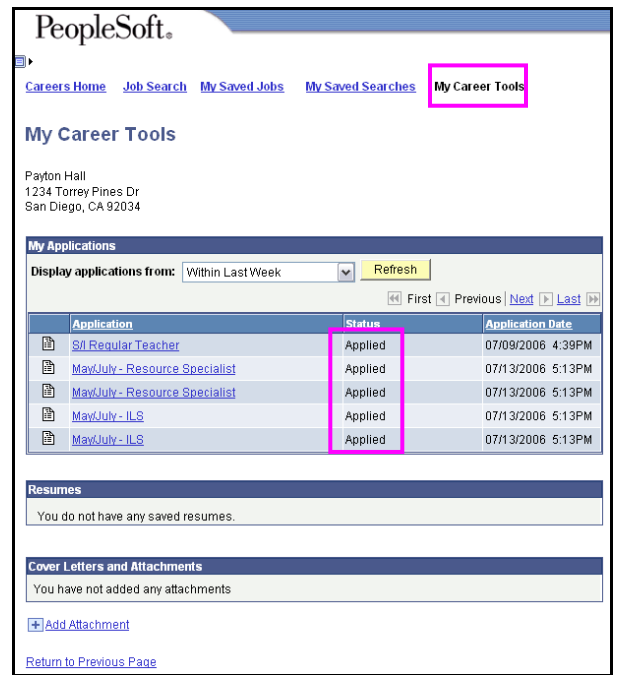 PeopleSoft®
Careers Home Job Search My Saved Jobs My Saved Searches My Career Tools
My Career Tools
Payton Hall
1234 Torrey Pines Dr
San Diego, CA 92034
My Applications
Display applications from: Within Last Week Refresh
First Previous | Next Last
Application Status Application Date
S/I Regular Teacher Applied 07/09/2006 4:39PM
May/July - Resource Specialist Applied 07/13/2006 5:13PM
May/July - Resource Specialist Applied 07/13/2006 5:13PM
May/July - ILS Applied 07/13/2006 5:13PM
May/July - ILS Applied 07/13/2006 5:13PM
Resumes
You do not have any saved resumes.
Cover Letters and Attachments
You have not added any attachments
Add Attachment
Return to Previous Page